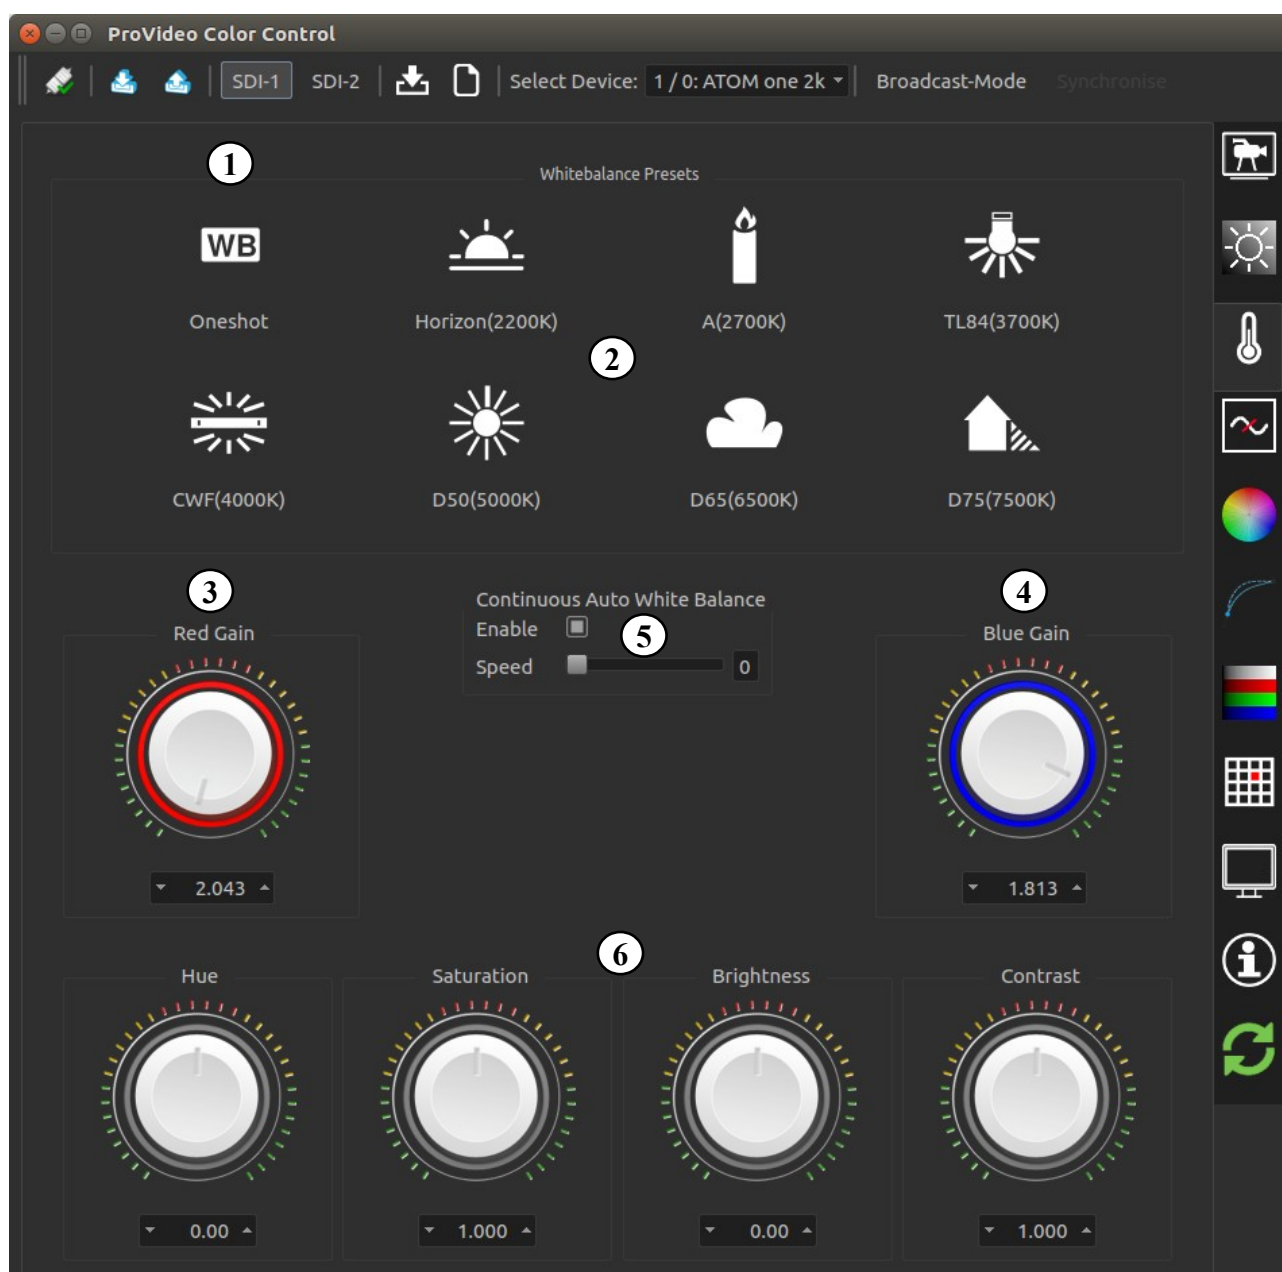 ProVideo Color Control
SDI-1 SDI-2 Select Device: 1 / 0: ATOM one 2k Broadcast-Mode Synchronise
1
Whitebalance Presets
WB
Oneshot Horizon(2200K) A(2700K) TL84(3700K)
2
CWF(4000K) D50(5000K) D65(6500K) D75(7500K)
3 4
Continuous Auto White Balance
Red Gain Enable 5 Blue Gain
Speed 0
2.043 1.813
6
Hue Saturation Brightness Contrast
0.00 1.000 0.00 1.000